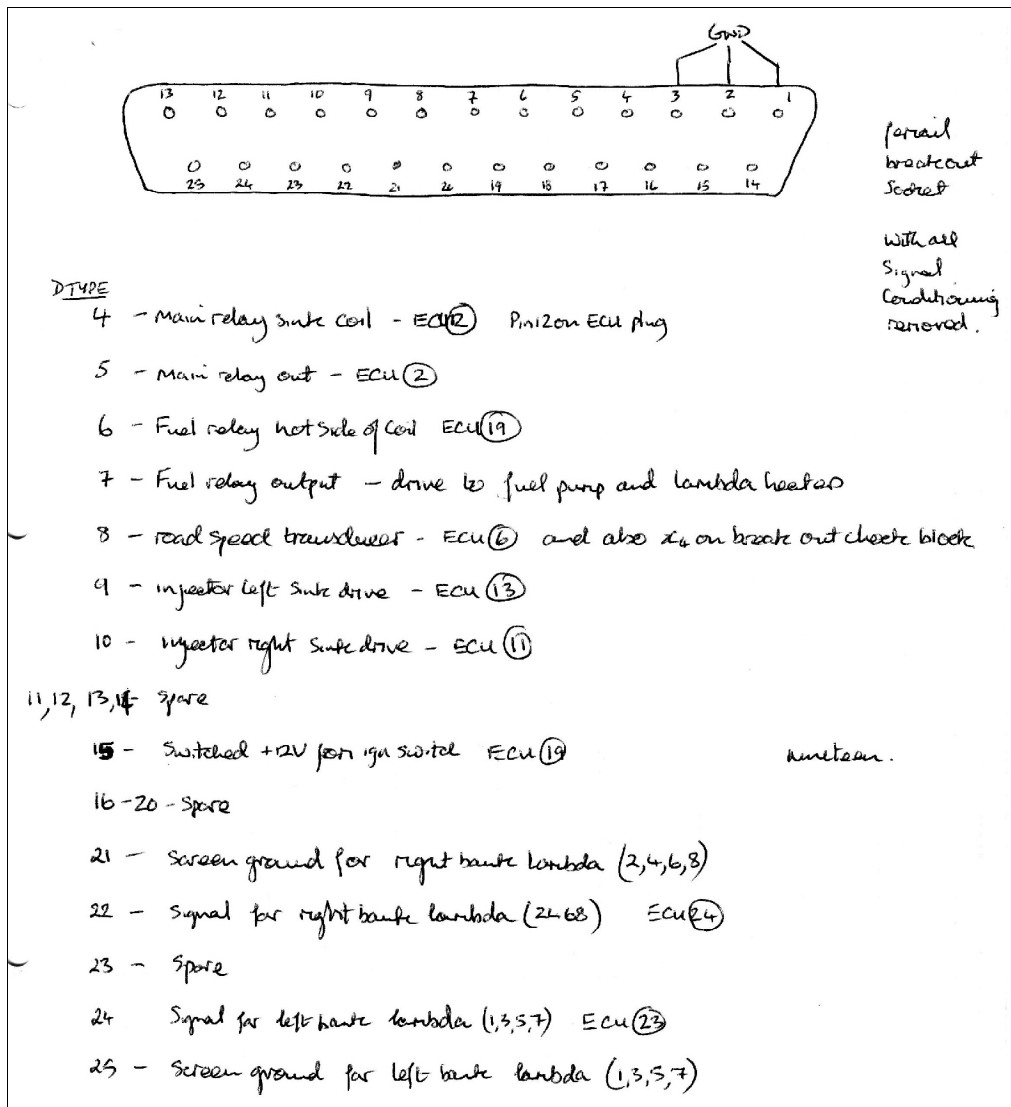 GND
13 12 11 10 9 8 7 6 5 4 3 2 1
25 24 23 22 21 20 19 18 17 16 15 14
breakout
Socket
with all
Signal
Conditioning
removed.
DTYPE
4 - Main relay sink coil - ECU 12 Pin 12 on ECU plug
5 - Main relay out - ECU 2
6 - Fuel relay hot side of coil ECU 19
7 - Fuel relay output - drive to fuel pump and lambda heaters
8 - road speed transducer - ECU 6 and also x4 on break out check block
9 - injector left sink drive - ECU 13
10 - injector right sink drive - ECU 11
11, 12, 13, 14 - Spare
15 - Switched +12V from ign switch ECU 19 nineteen.
16-20 - Spare
21 - Screen ground for right bank lambda (2,4,6,8)
22 - Signal for right bank lambda (2468) ECU 24
23 - Spare
24 Signal for left bank lambda (1,3,5,7) ECU 23
25 - Screen ground for left bank lambda (1,3,5,7)